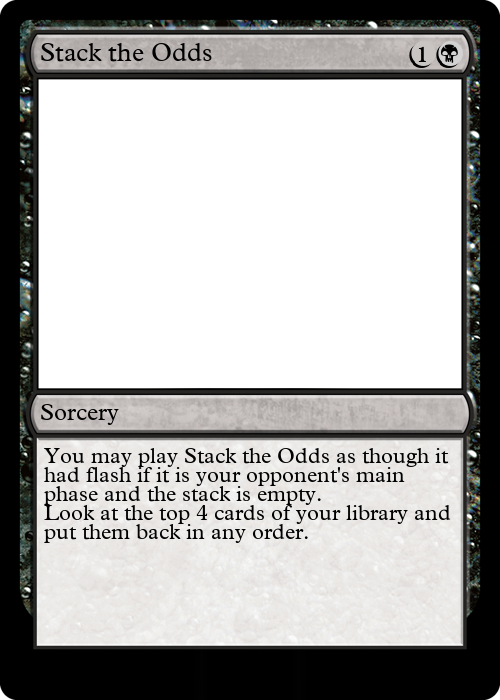 Stack the Odds 1
Sorcery
You may play Stack the Odds as though it
had flash if it is your opponent's main
phase and the stack is empty.
Look at the top 4 cards of your library and
put them back in any order.